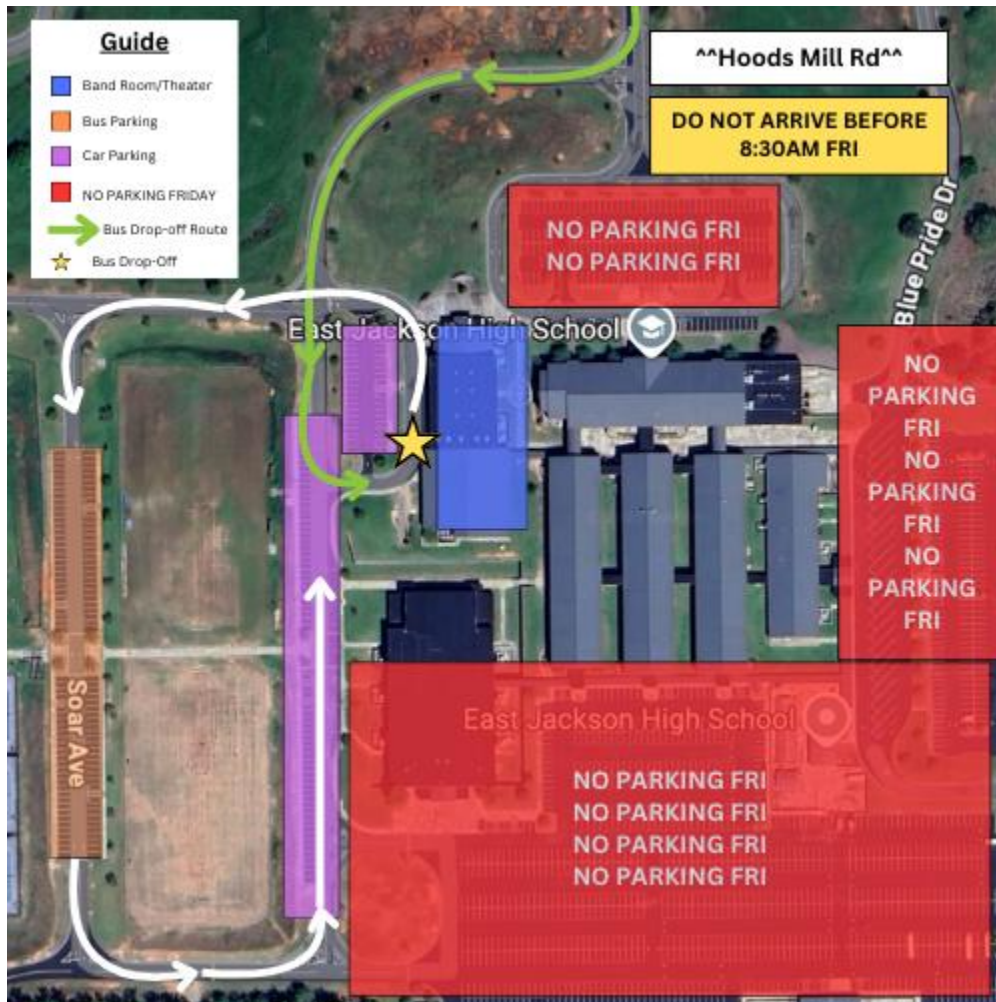 Guide
Band Room/Theater
Bus Parking
Car Parking
NO PARKING FRIDAY
Bus Drop-off Route
Bus Drop-Off
^^Hoods Mill Rd^^
DO NOT ARRIVE BEFORE
8:30AM FRI
NO PARKING FRI
NO PARKING FRI
Blue Pride Dr
East Jackson High School
NO
PARKING
FRI
NO
PARKING
FRI
NO
PARKING
FRI
Soar Ave
East Jackson High School
NO PARKING FRI
NO PARKING FRI
NO PARKING FRI
NO PARKING FRI